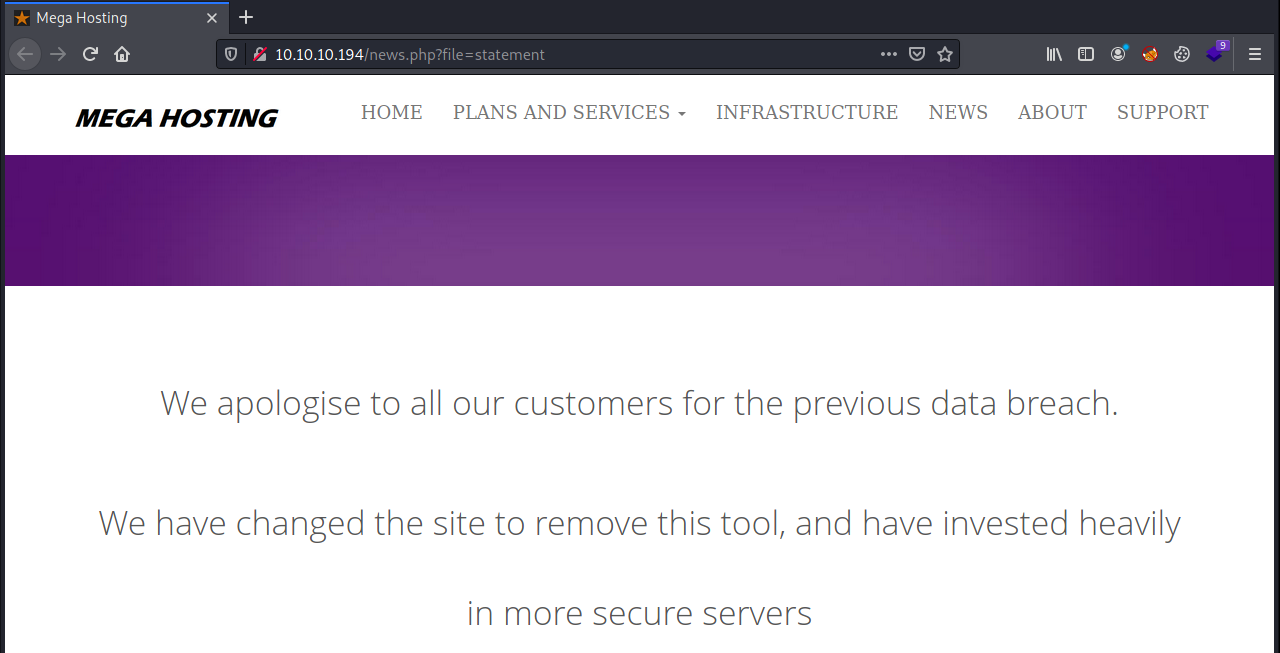 Mega Hosting
10.10.10.194/news.php?file=statement
9
MEGA HOSTING
HOME PLANS AND SERVICES INFRASTRUCTURE NEWS ABOUT SUPPORT
We apologise to all our customers for the previous data breach.
We have changed the site to remove this tool, and have invested heavily
in more secure servers